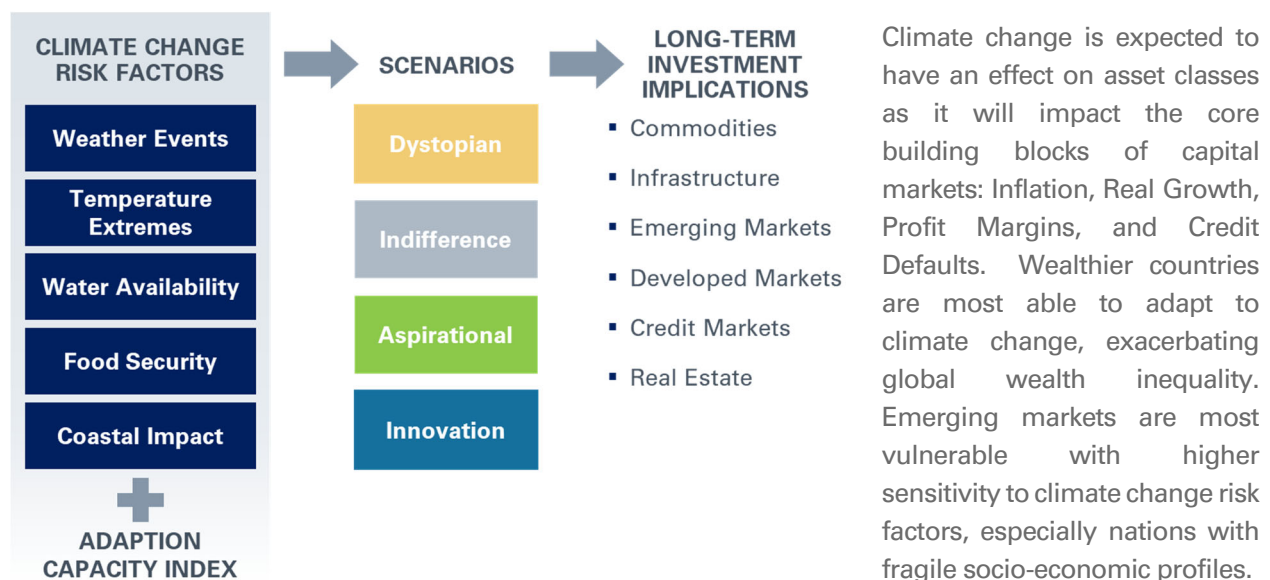 CLIMATE CHANGE
RISK FACTORS
Weather Events
Temperature
Extremes
Water Availability
Food Security
Coastal Impact
ADAPTION
CAPACITY INDEX
SCENARIOS
Dystopian
Indifference
Aspirational
Innovation
LONG-TERM
INVESTMENT
IMPLICATIONS
▪ Commodities
▪ Infrastructure
▪ Emerging Markets
▪ Developed Markets
▪ Credit Markets
▪ Real Estate
Climate change is expected to
have an effect on asset classes
as it will impact the core
building blocks of capital
markets: Inflation, Real Growth,
Profit Margins, and Credit
Defaults. Wealthier countries
are most able to adapt to
climate change, exacerbating
global wealth inequality.
Emerging markets are most
vulnerable with higher
sensitivity to climate change risk
factors, especially nations with
fragile socio-economic profiles.